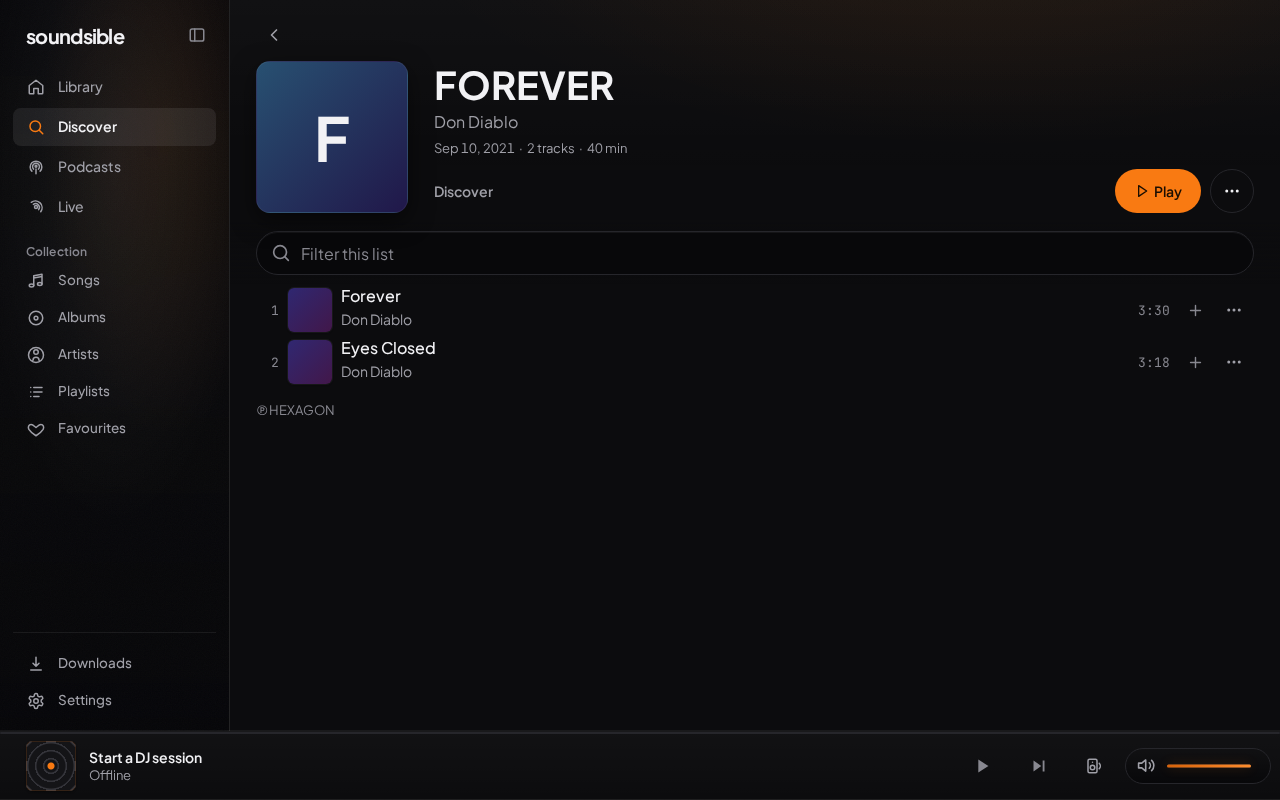 soundsible
Library
Discover
Podcasts
Live
Collection
Songs
Albums
Artists
Playlists
Favourites
Downloads
Settings
F
FOREVER
Don Diablo
Sep 10, 2021 · 2 tracks · 40 min
Discover
Play
Filter this list
1 Forever 3:30
Don Diablo
2 Eyes Closed 3:18
Don Diablo
℗ HEXAGON
Start a DJ session
Offline